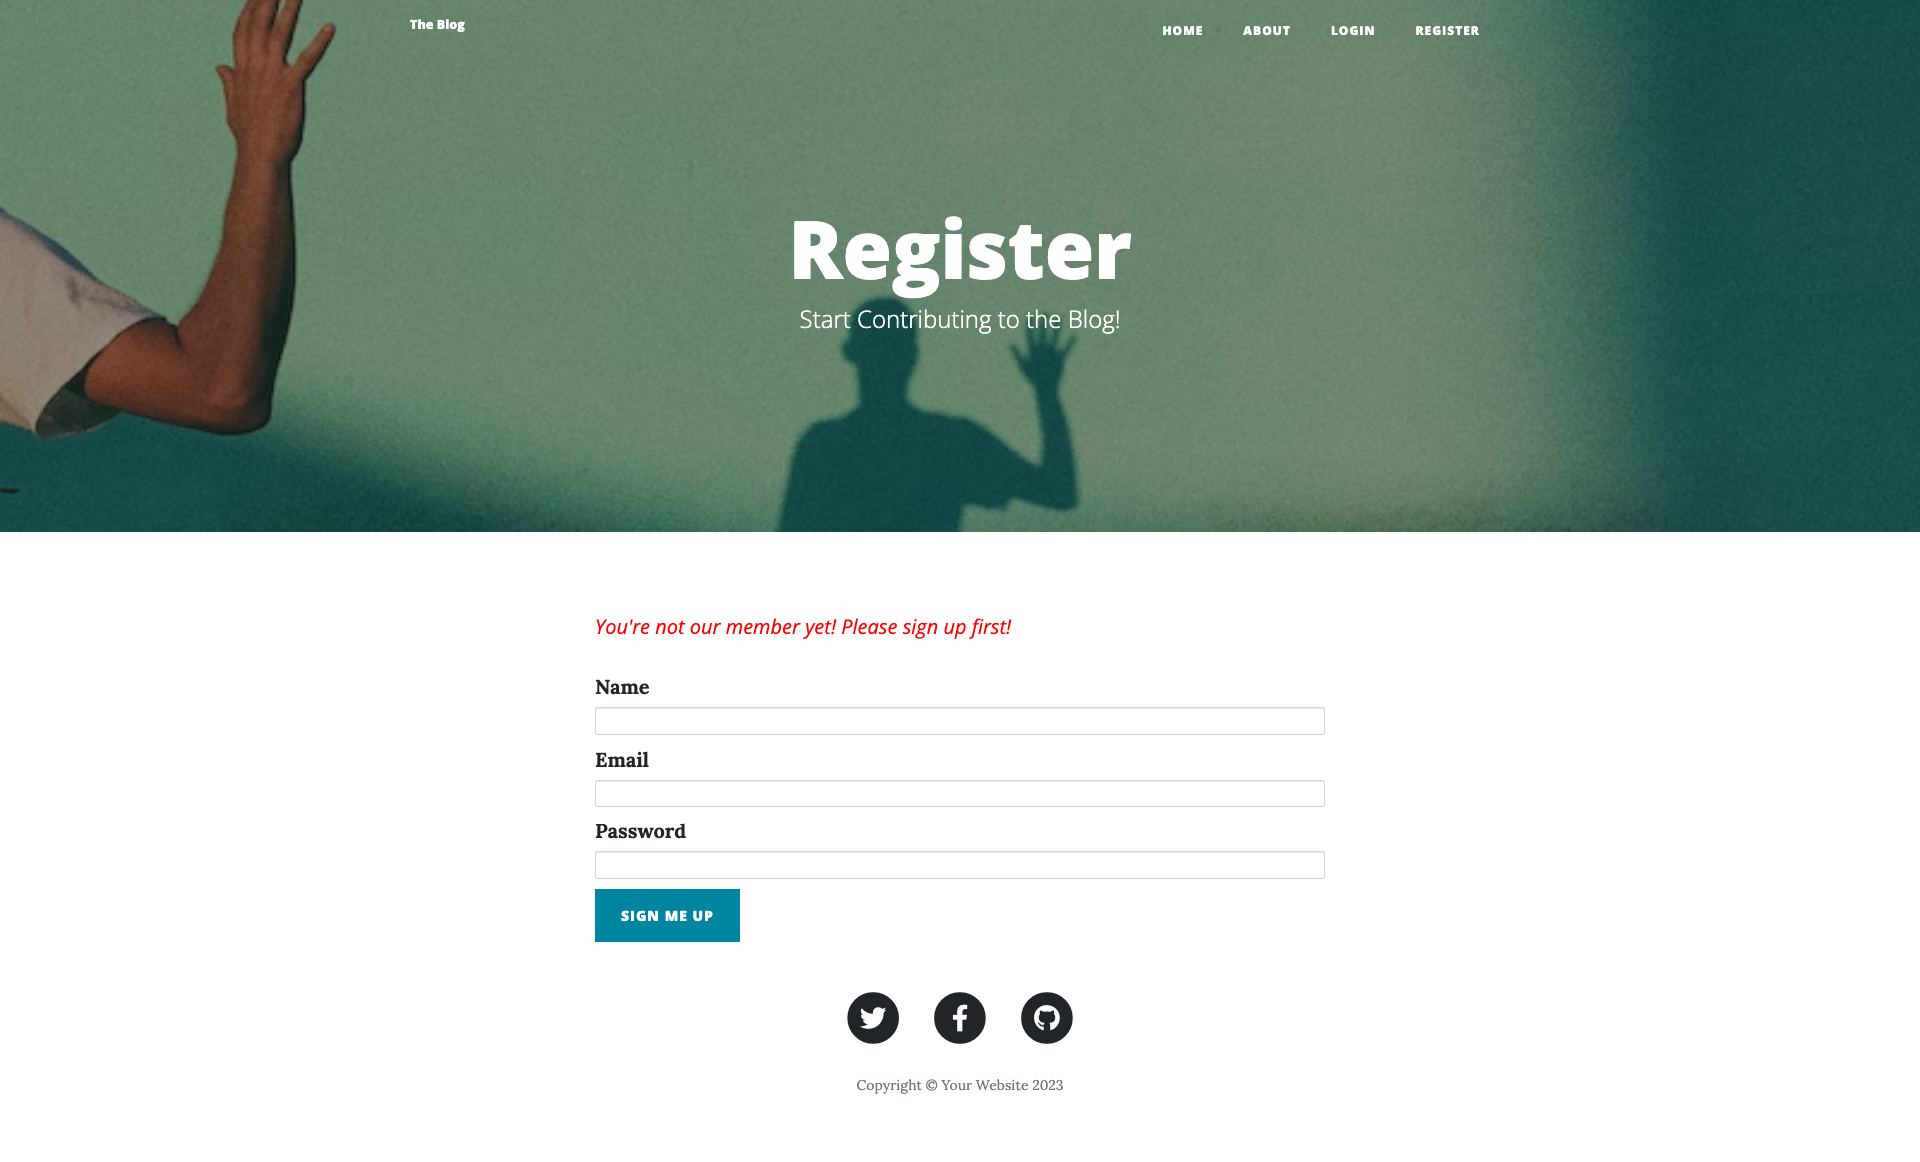 The Blog
HOME ABOUT LOGIN REGISTER
Register
Start Contributing to the Blog!
You're not our member yet! Please sign up first!
Name
Email
Password
SIGN ME UP
Copyright © Your Website 2023